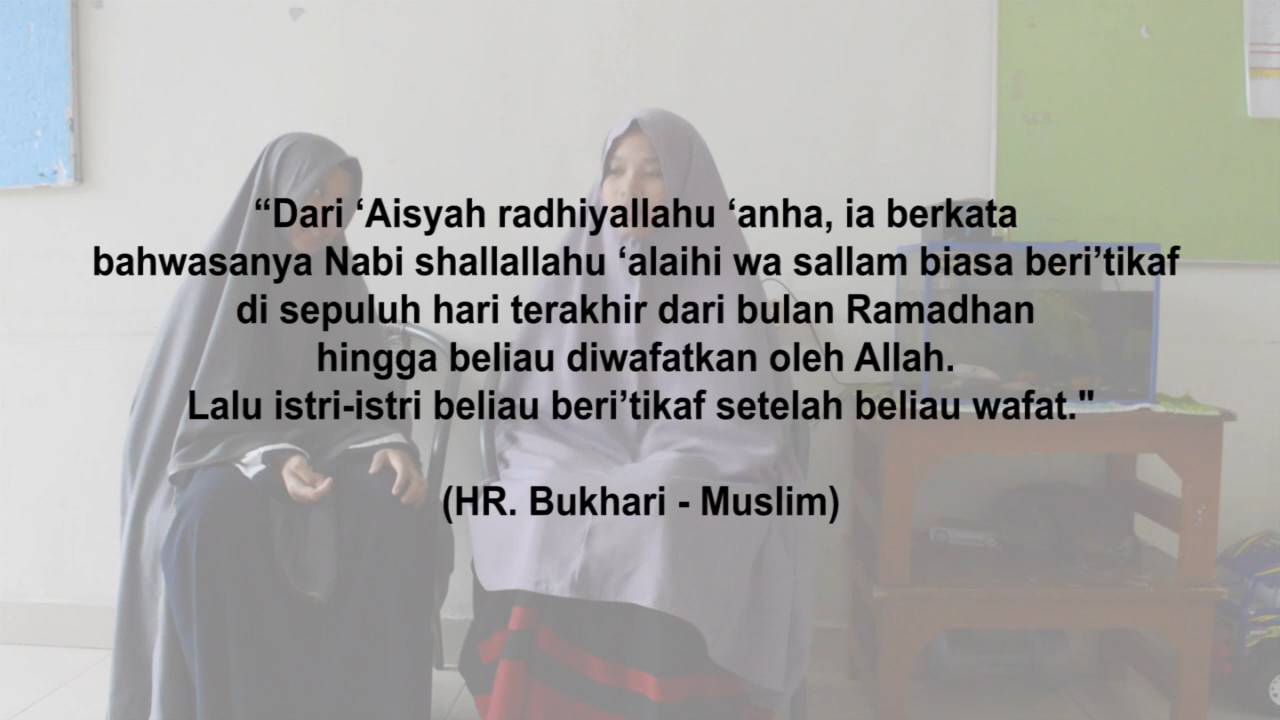 “Dari ‘Aisyah radhiyallahu ‘anha, ia berkata
bahwasanya Nabi shallallahu ‘alaihi wa sallam biasa beri’tikaf
di sepuluh hari terakhir dari bulan Ramadhan
hingga beliau diwafatkan oleh Allah.
Lalu istri-istri beliau beri’tikaf setelah beliau wafat."
(HR. Bukhari - Muslim)